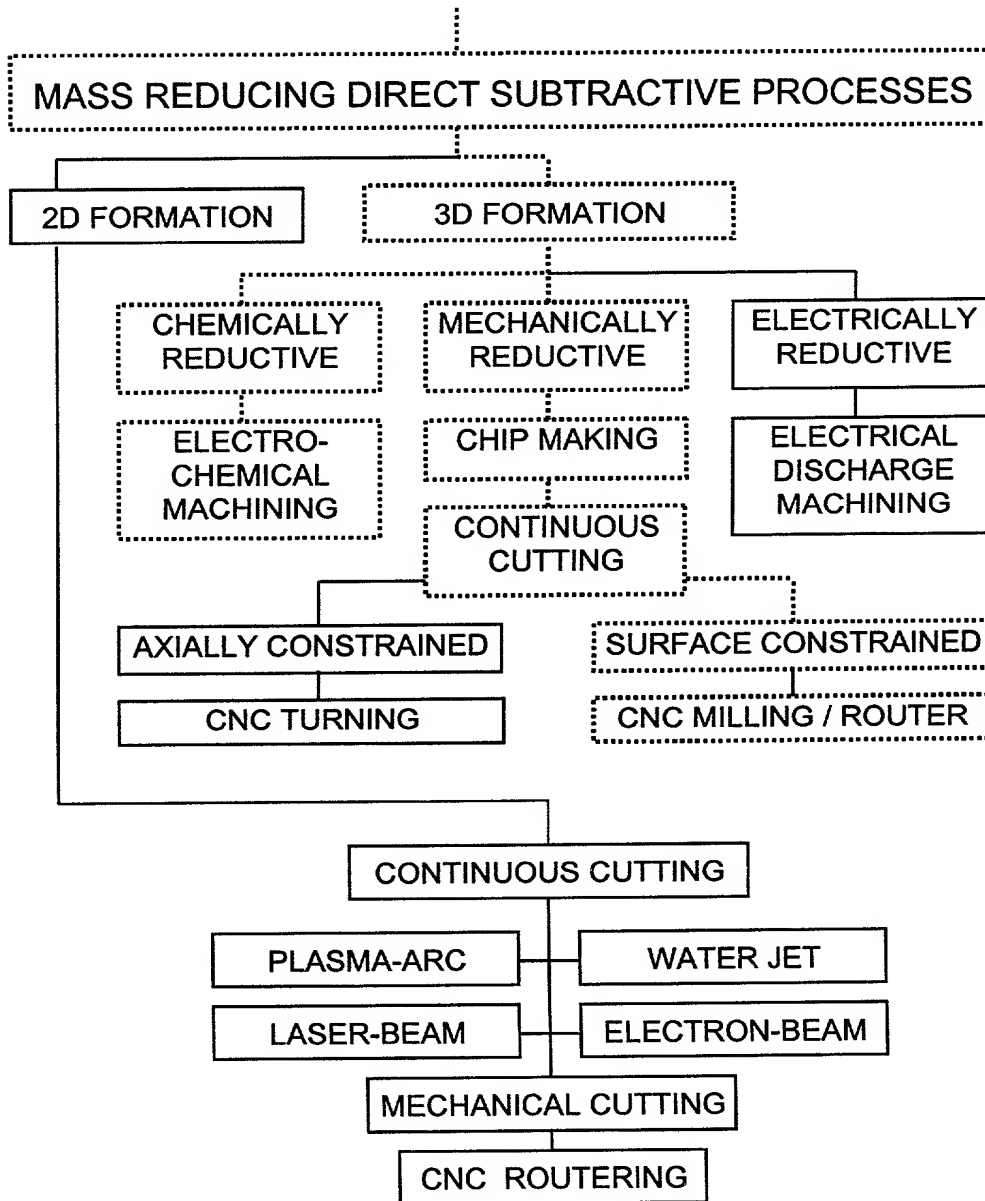 MASS REDUCING DIRECT SUBTRACTIVE PROCESSES
2D FORMATION
3D FORMATION
CHEMICALLY
REDUCTIVE
MECHANICALLY
REDUCTIVE
ELECTRICALLY
REDUCTIVE
ELECTRO-
CHEMICAL
MACHINING
CHIP MAKING
ELECTRICAL
DISCHARGE
MACHINING
CONTINUOUS
CUTTING
AXIALLY CONSTRAINED
SURFACE CONSTRAINED
CNC TURNING
CNC MILLING / ROUTER
CONTINUOUS CUTTING
PLASMA-ARC
WATER JET
LASER-BEAM
ELECTRON-BEAM
MECHANICAL CUTTING
CNC ROUTERING